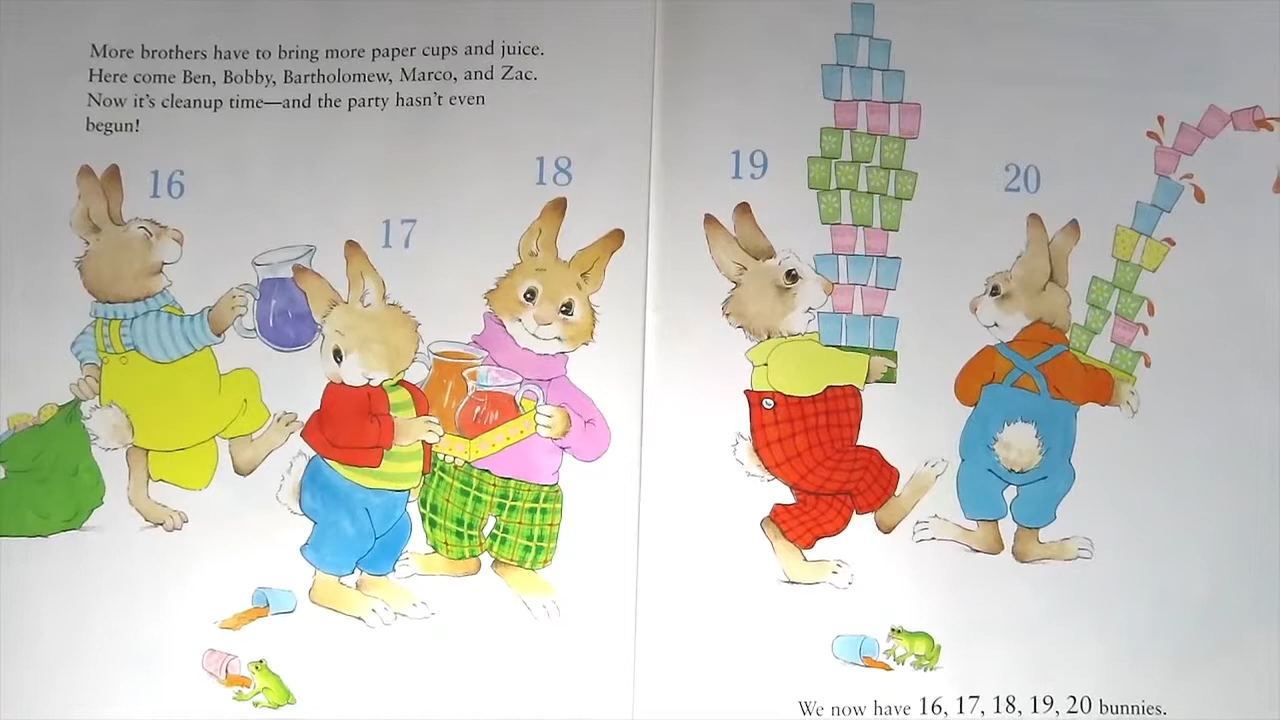 More brothers have to bring more paper cups and juice.
Here come Ben, Bobby, Bartholomew, Marco, and Zac.
Now it's cleanup time—and the party hasn't even
begun!
16
17
18
19
20
We now have 16, 17, 18, 19, 20 bunnies.